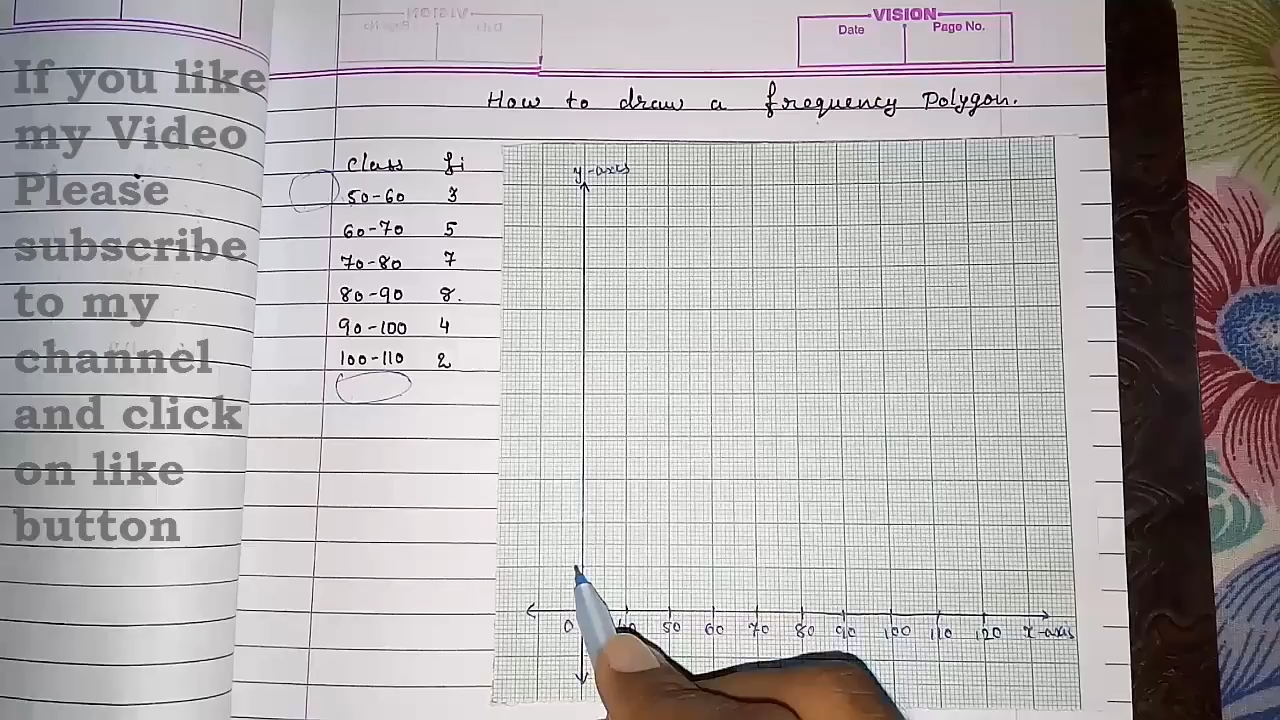 VISION
Date Page No.
If you like
my Video
Please
subscribe
to my
channel
and click
on like
button
How to draw a frequency Polygon.
Class fi
50-60 3
60-70 5
70-80 7
80-90 8.
90-100 4
100-110 2
y-axis
0 50 60 70 80 90 100 110 120 x-axis